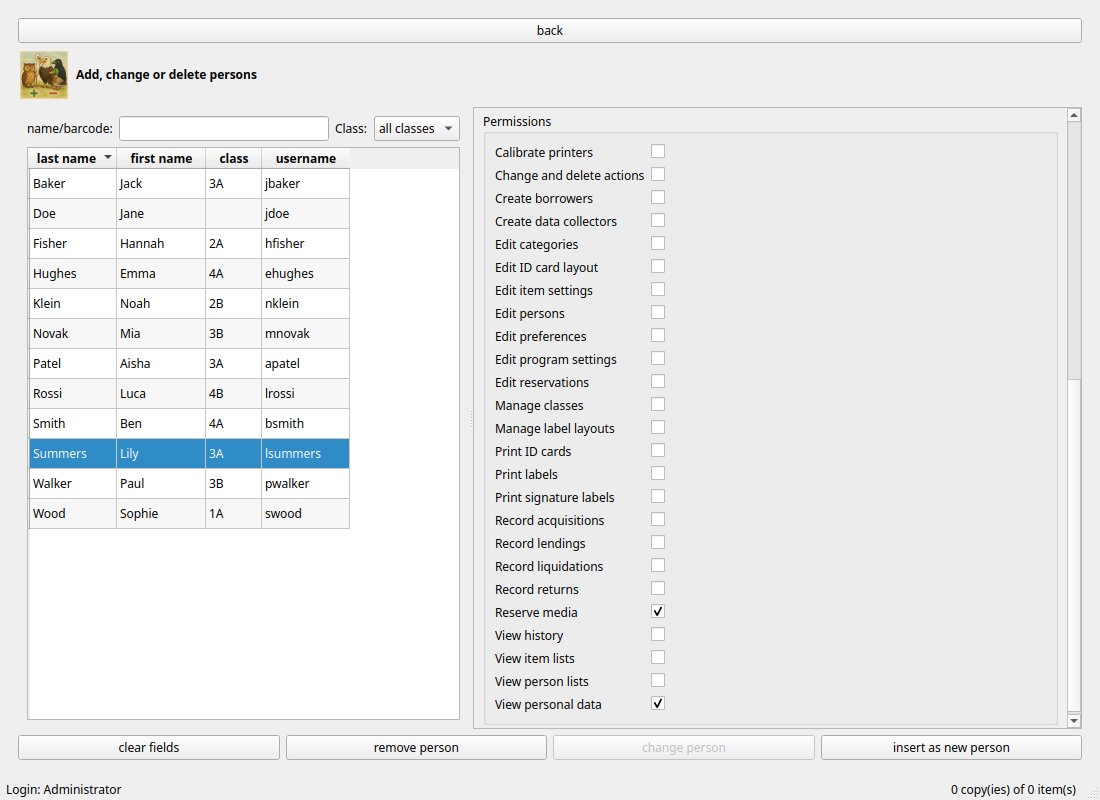 back
Add, change or delete persons
name/barcode: Class: all classes
last name first name class username
Baker Jack 3A jbaker
Doe Jane jdoe
Fisher Hannah 2A hfisher
Hughes Emma 4A ehughes
Klein Noah 2B nklein
Novak Mia 3B mnovak
Patel Aisha 3A apatel
Rossi Luca 4B lrossi
Smith Ben 4A bsmith
Summers Lily 3A lsummers
Walker Paul 3B pwalker
Wood Sophie 1A swood
Permissions
Calibrate printers
Change and delete actions
Create borrowers
Create data collectors
Edit categories
Edit ID card layout
Edit item settings
Edit persons
Edit preferences
Edit program settings
Edit reservations
Manage classes
Manage label layouts
Print ID cards
Print labels
Print signature labels
Record acquisitions
Record lendings
Record liquidations
Record returns
Reserve media
View history
View item lists
View person lists
View personal data
clear fields remove person change person insert as new person
Login: Administrator 0 copy(ies) of 0 item(s)